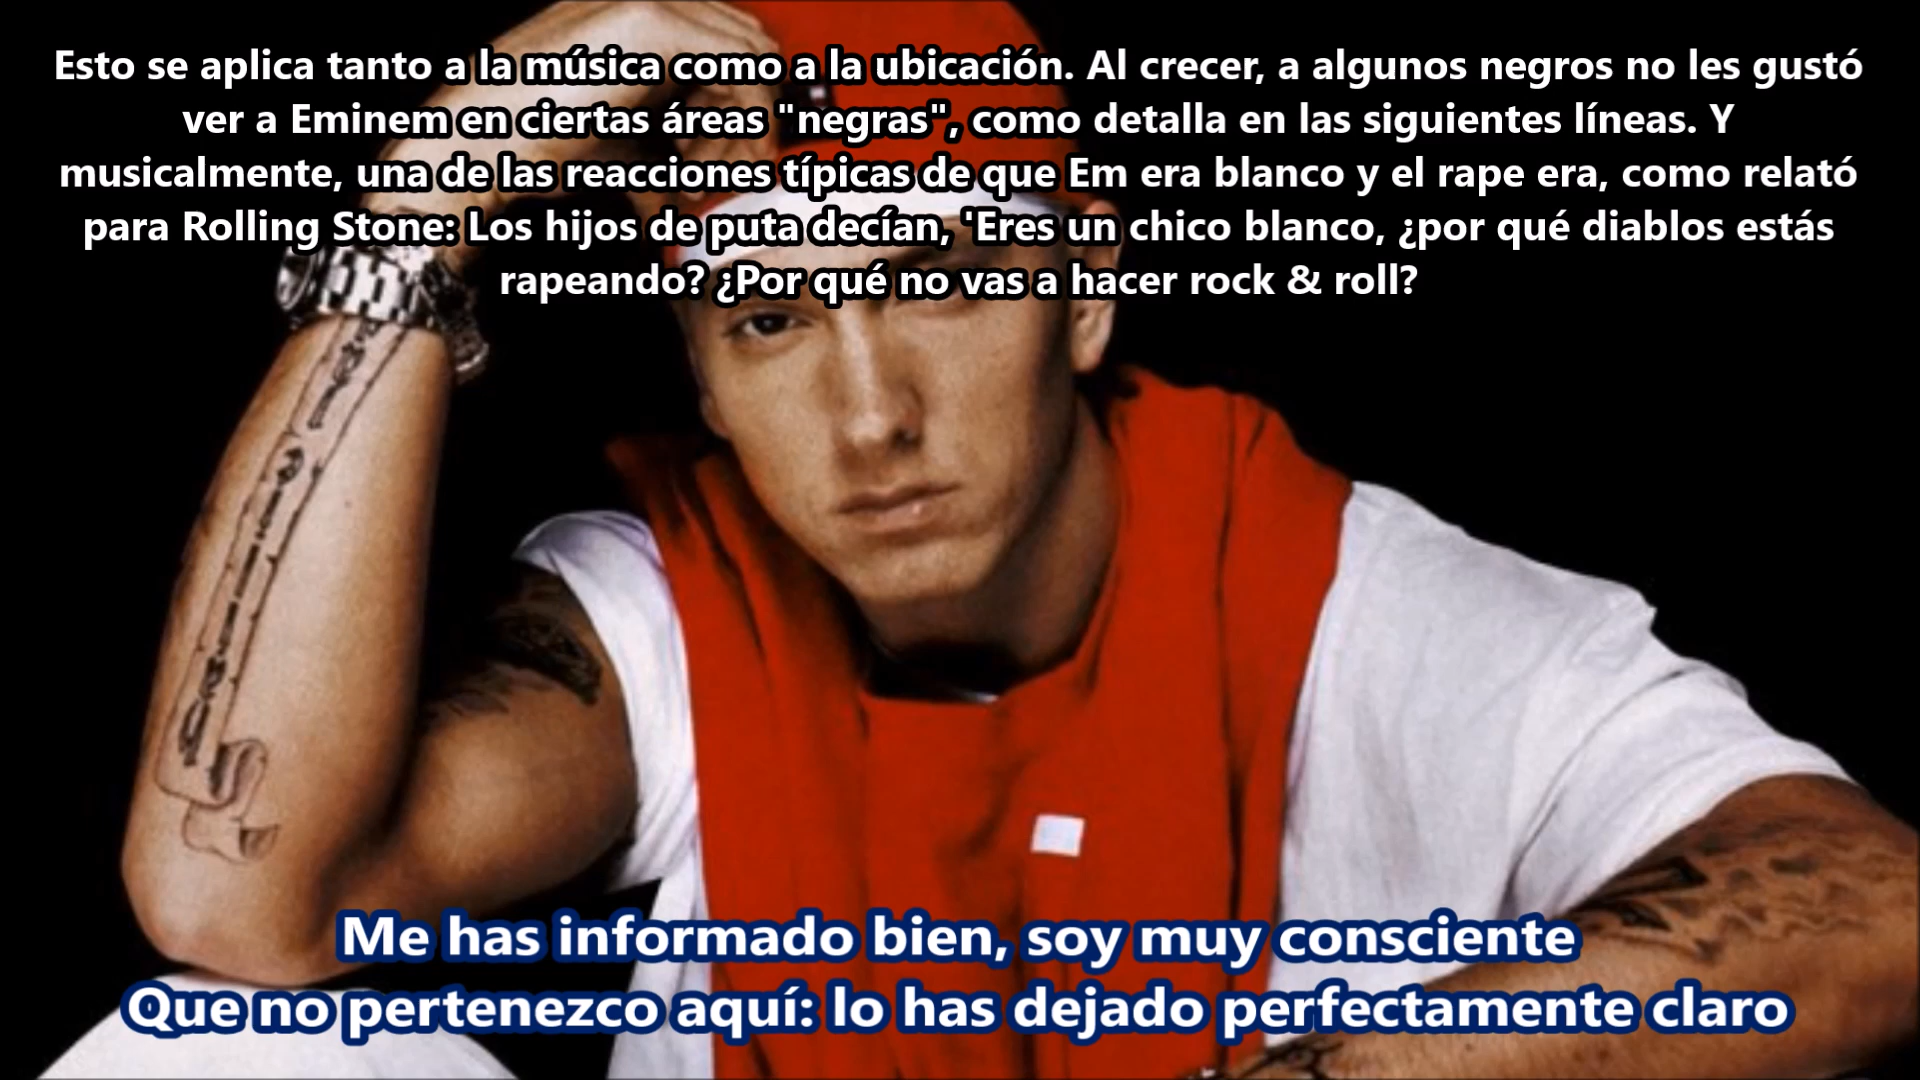 Esto se aplica tanto a la música como a la ubicación. Al crecer, a algunos negros no les gustó
ver a Eminem en ciertas áreas "negras", como detalla en las siguientes líneas. Y
musicalmente, una de las reacciones típicas de que Em era blanco y el rape era, como relató
para Rolling Stone: Los hijos de puta decían, 'Eres un chico blanco, ¿por qué diablos estás
rapeando? ¿Por qué no vas a hacer rock & roll?
Me has informado bien, soy muy consciente
Que no pertenezco aquí: lo has dejado perfectamente claro